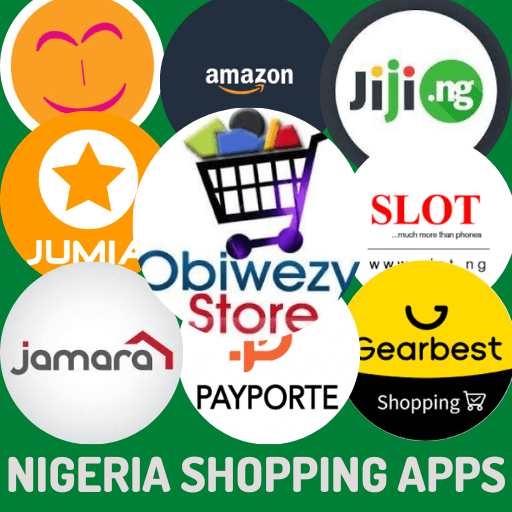 amazon
Jiji.ng
JUMIA
Obiwezy
Store
SLOT
...much more than phones
jamara
PAYPORTE
Gearbest
Shopping
NIGERIA SHOPPING APPS